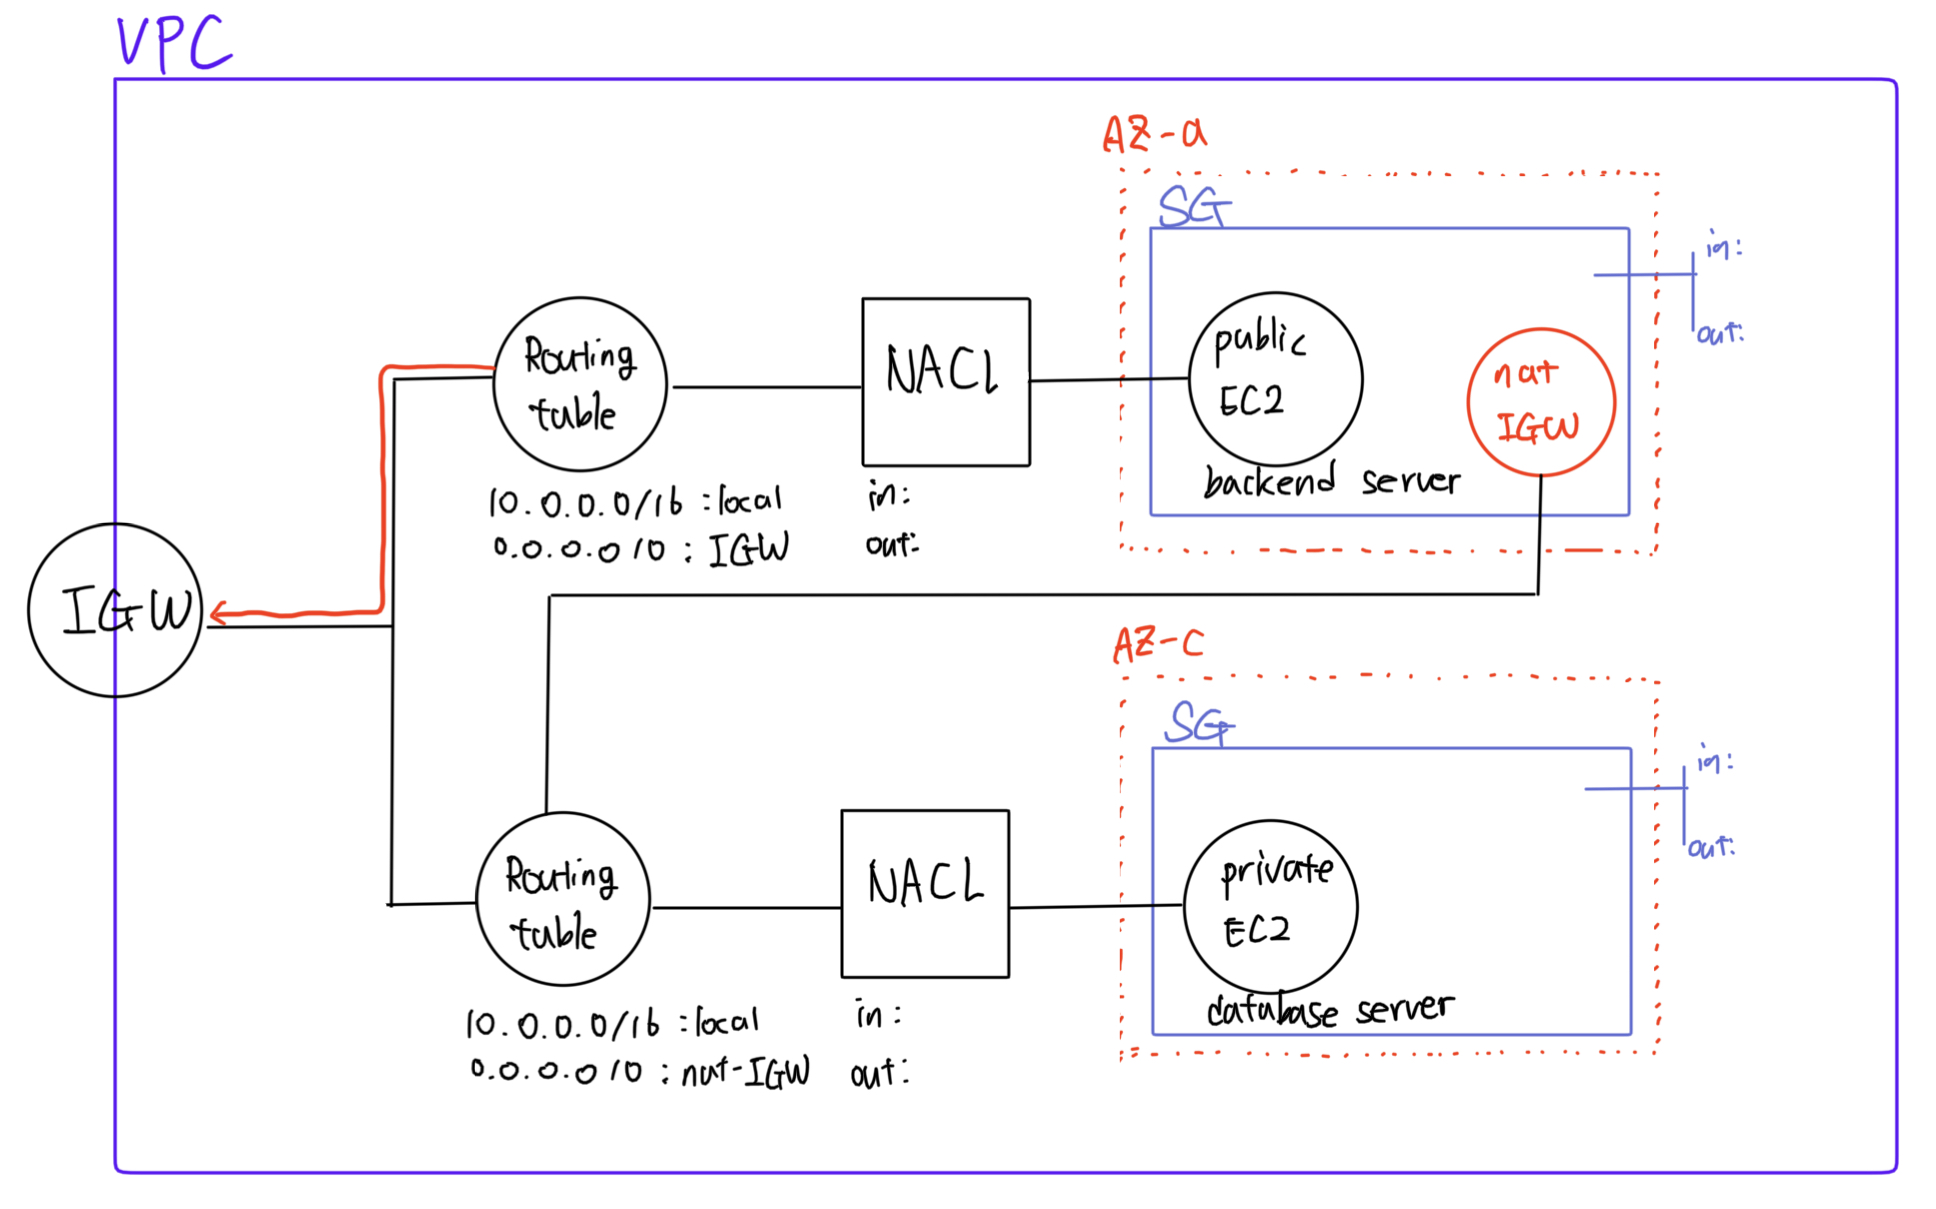 VPC
AZ-a
SG
in:
out:
Routing
table
10.0.0.0/16 :local
0.0.0.0/0 : IGW
NACL
in:
out:
public
EC2
backend server
nat
IGW
IGW
AZ-c
SG
in:
out:
Routing
table
10.0.0.0/16 :local
0.0.0.0/0 : nat-IGW
NACL
in:
out:
private
EC2
database server